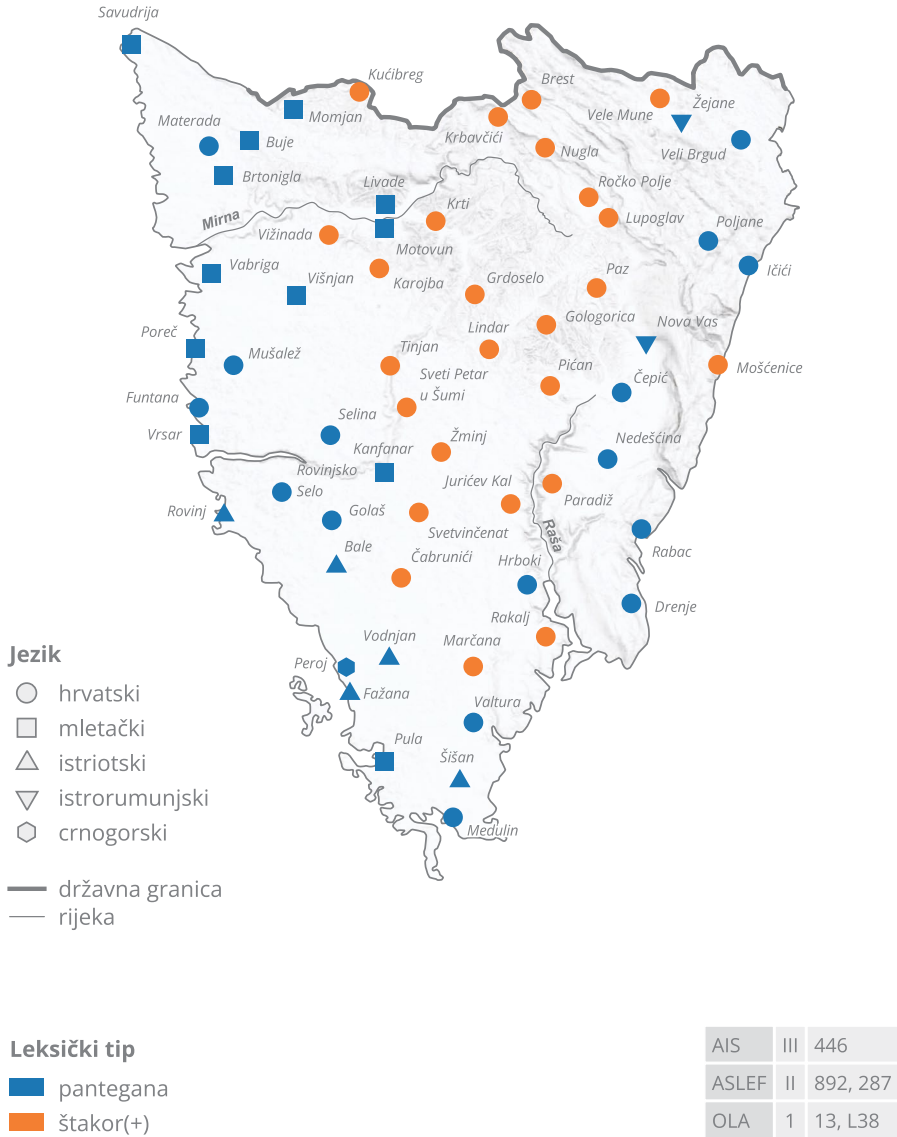 Savudrija
Kućibreg
Brest
Momjan
Vele Mune
Žejane
Materada
Buje
Krbavčići
Nugla
Veli Brgud
Brtonigla
Livade
Ročko Polje
Mirna
Krti
Lupoglav
Poljane
Vižinada
Motovun
Vabriga
Višnjan
Karojba
Grdoselo
Paz
Ičići
Gologorica
Nova Vas
Poreč
Lindar
Mušalež
Tinjan
Pićan
Mošćenice
Sveti Petar
u Šumi
Čepić
Funtana
Selina
Vrsar
Kanfanar
Žminj
Nedešćina
Rovinjsko
Selo
Jurićev Kal
Paradiž
Rovinj
Golaš
Svetvinčenat
Raša
Bale
Čabrunići
Hrboki
Rabac
Drenje
Rakalj
Vodnjan
Marčana
Peroj
Fažana
Valtura
Pula
Šišan
Medulin
Jezik
hrvatski
mletački
istriotski
istrorumunjski
crnogorski
državna granica
rijeka
Leksički tip
pantegana
štakor(+)
AIS III 446
ASLEF II 892, 287
OLA 1 13, L38